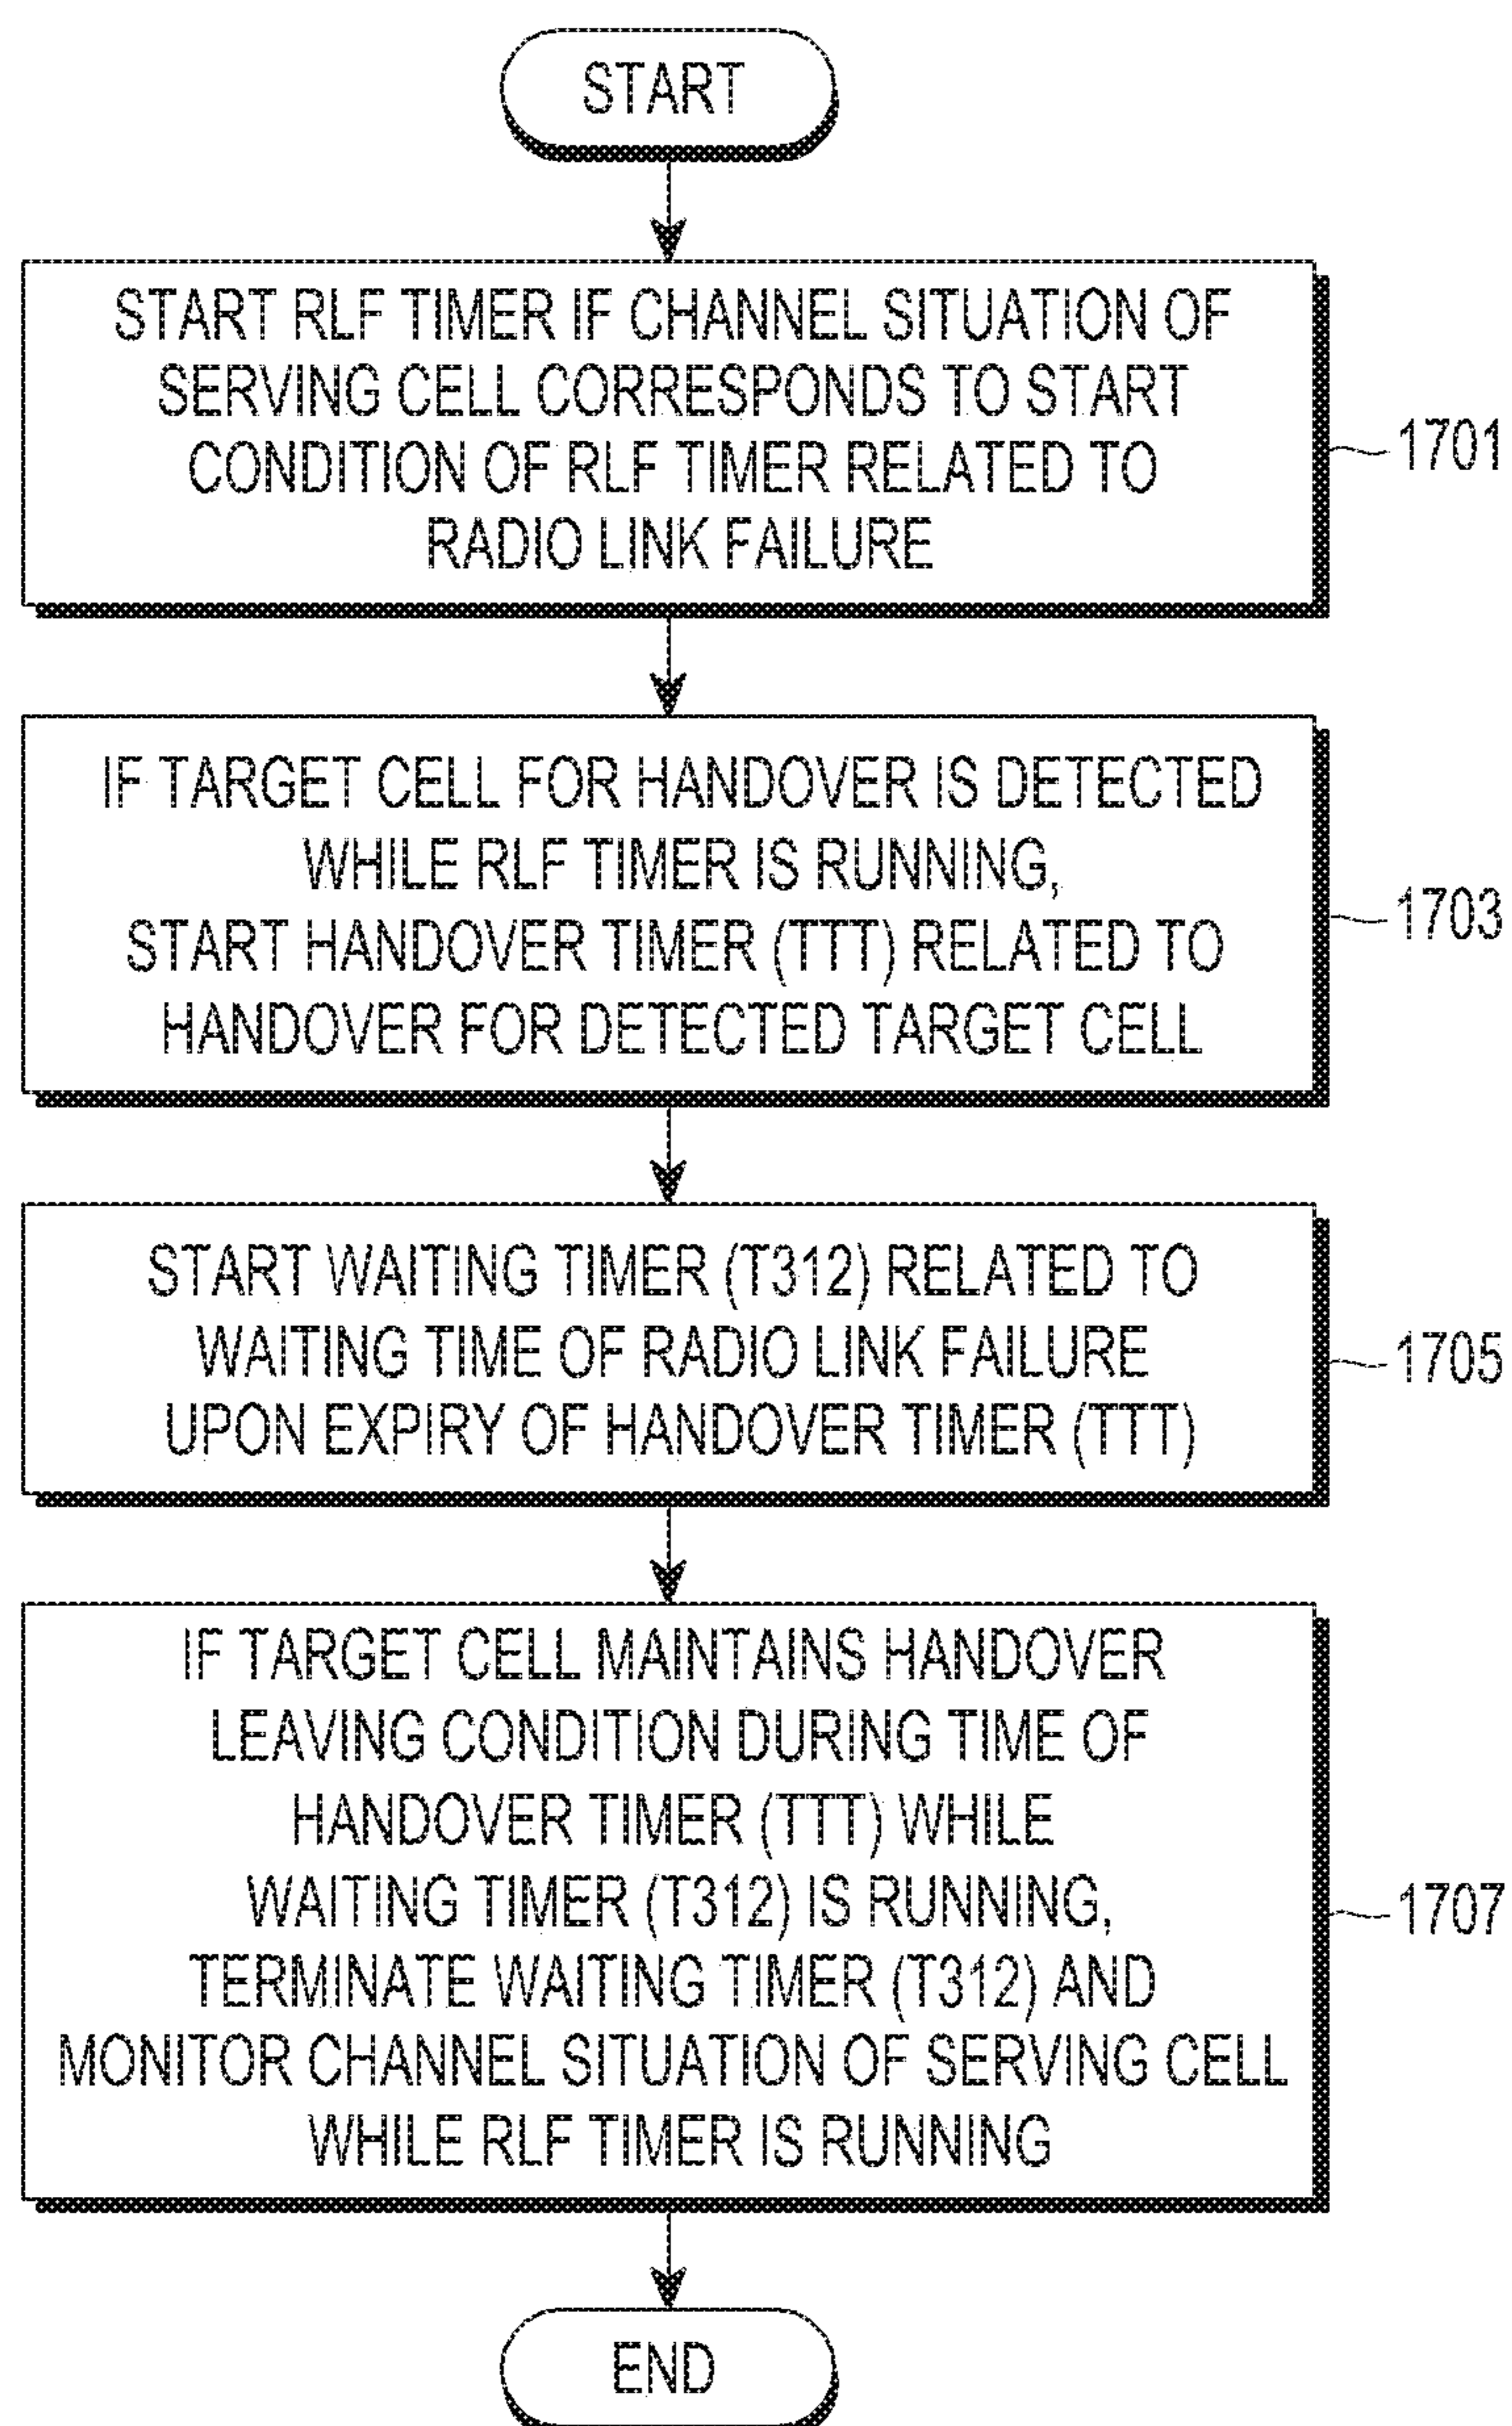 START
START RLF TIMER IF CHANNEL SITUATION OF
SERVING CELL CORRESPONDS TO START
CONDITION OF RLF TIMER RELATED TO
RADIO LINK FAILURE
1701
IF TARGET CELL FOR HANDOVER IS DETECTED
WHILE RLF TIMER IS RUNNING,
START HANDOVER TIMER (TTT) RELATED TO
HANDOVER FOR DETECTED TARGET CELL
1703
START WAITING TIMER (T312) RELATED TO
WAITING TIME OF RADIO LINK FAILURE
UPON EXPIRY OF HANDOVER TIMER (TTT)
1705
IF TARGET CELL MAINTAINS HANDOVER
LEAVING CONDITION DURING TIME OF
HANDOVER TIMER (TTT) WHILE
WAITING TIMER (T312) IS RUNNING,
TERMINATE WAITING TIMER (T312) AND
MONITOR CHANNEL SITUATION OF SERVING CELL
WHILE RLF TIMER IS RUNNING
1707
END